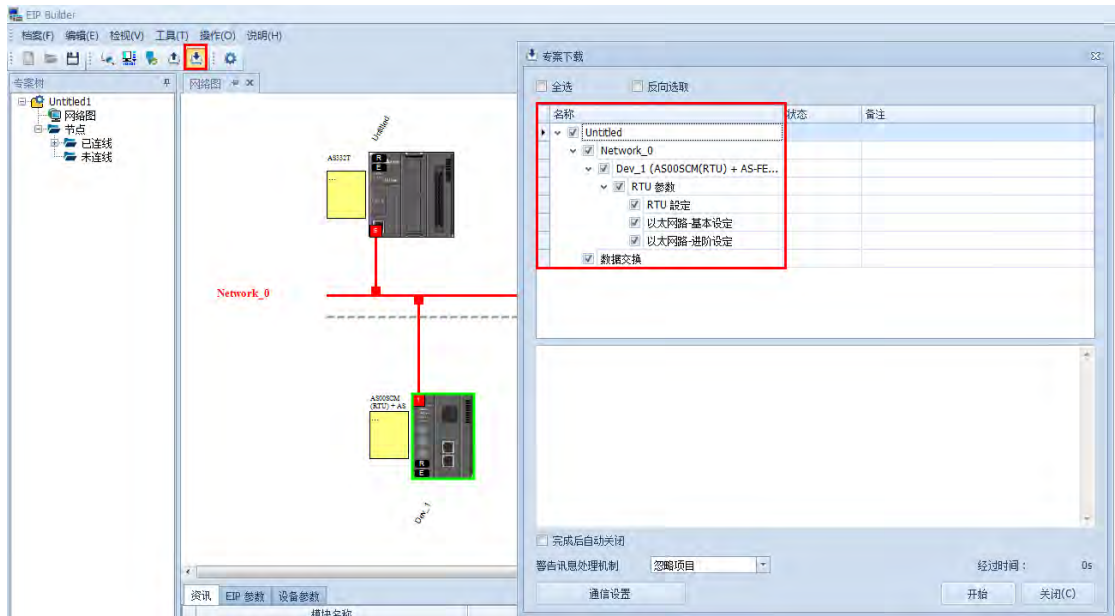 EIP Builder
档案(F) 编辑(E) 检视(V) 工具(T) 操作(O) 说明(H)
专案树
网络图
Untitled1
网络图
节点
已连线
未连线
Untitled
AS332T
...
R
E
E
Network_0
AS00SCM
(RTU) + AS
...
R
E
Dev_1
资讯 EIP 参数 设备参数
模块名称
专案下载
全选 反向选取
名称 状态 备注
Untitled
Network_0
Dev_1 (AS00SCM(RTU) + AS-FE...
RTU 参数
RTU 設定
以太网路-基本设定
以太网路-进阶设定
数据交换
完成后自动关闭
警告讯息处理机制 忽略项目 经过时间： 0s
通信设置 开始 关闭(C)